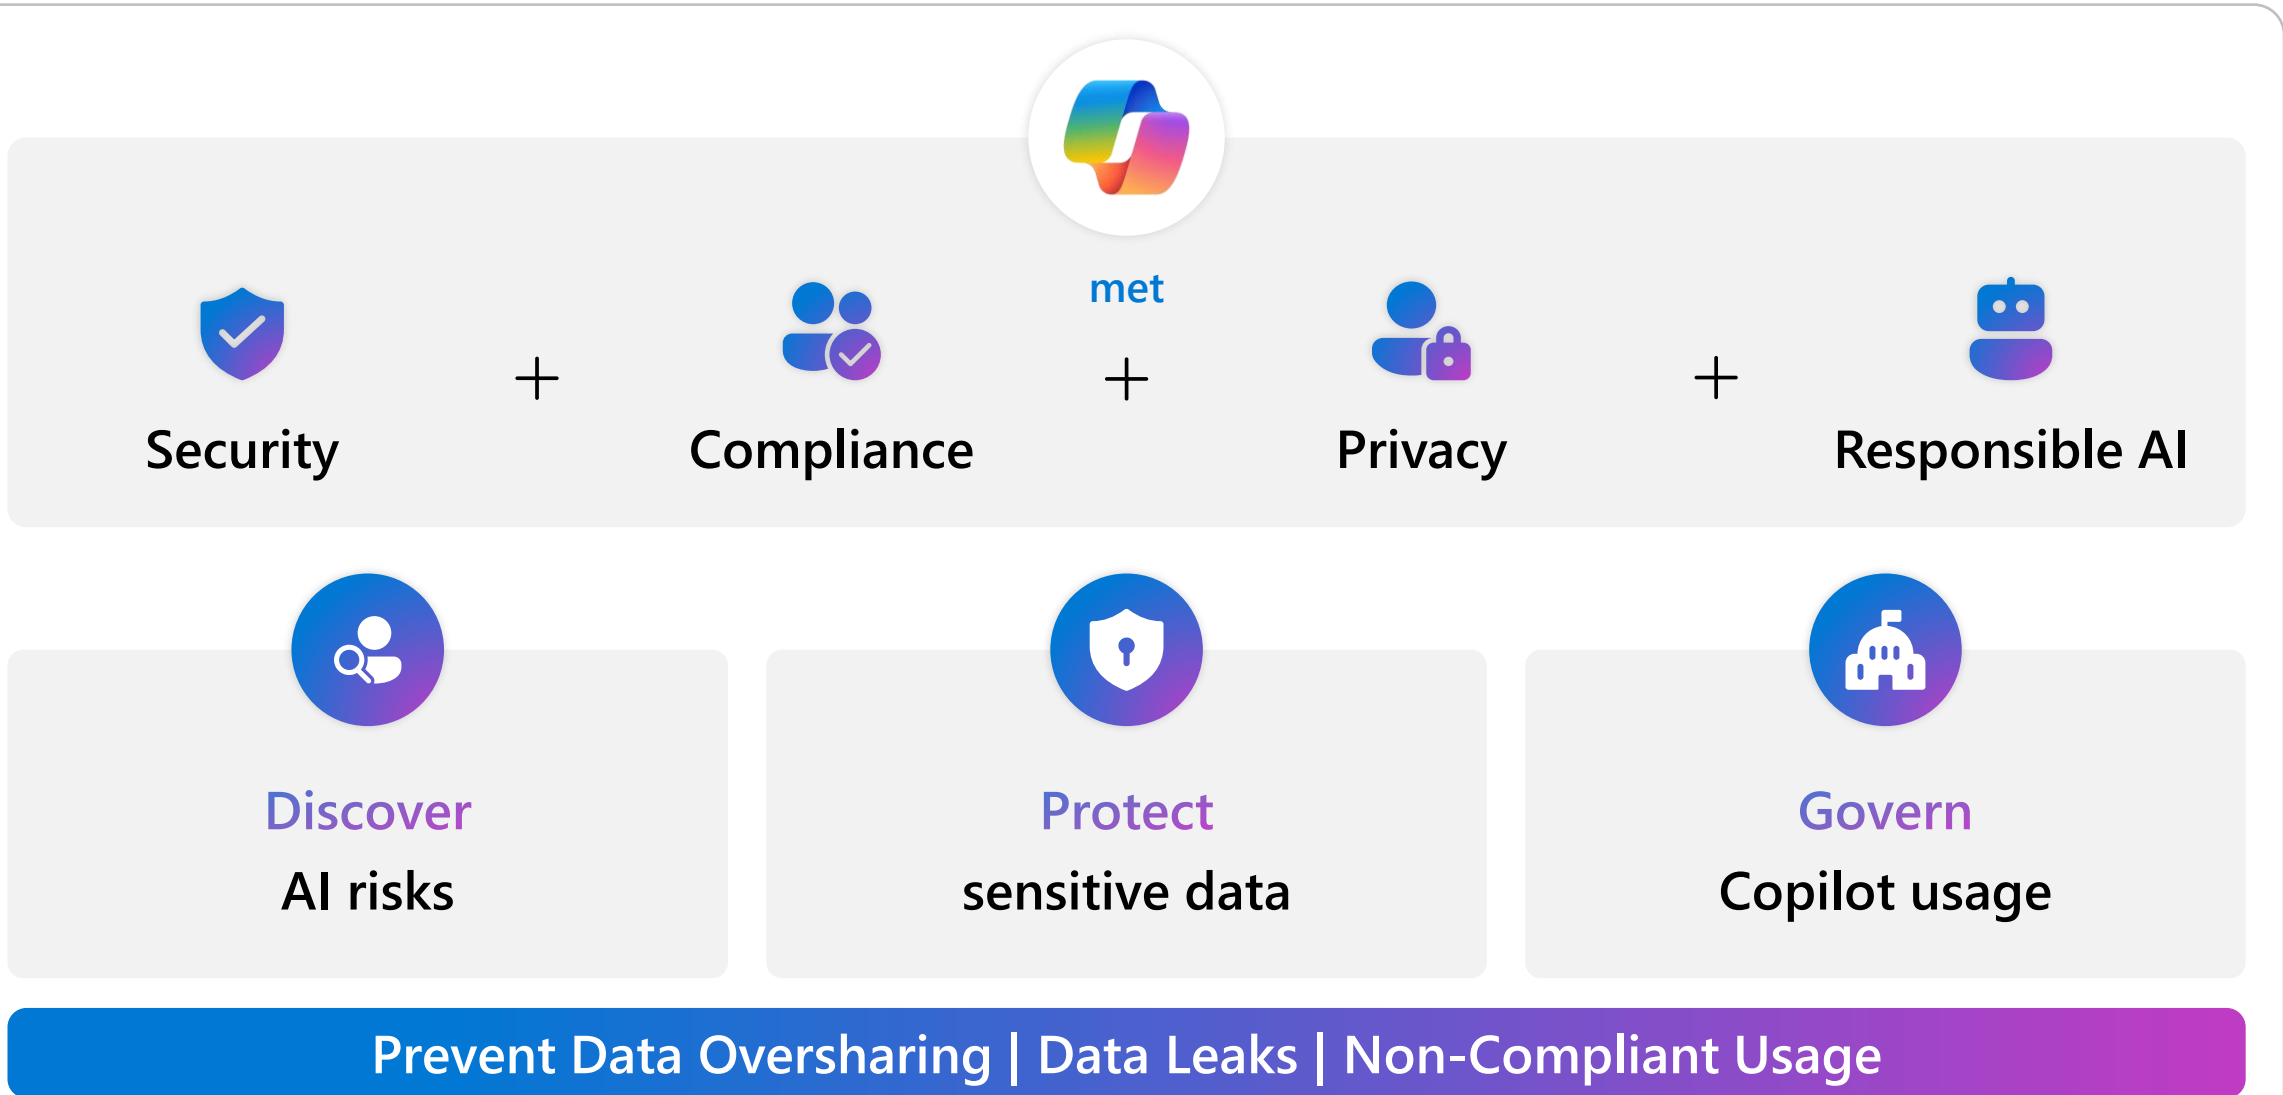 met
Security + Compliance + Privacy + Responsible AI
Discover
AI risks
Protect
sensitive data
Govern
Copilot usage
Prevent Data Oversharing | Data Leaks | Non-Compliant Usage